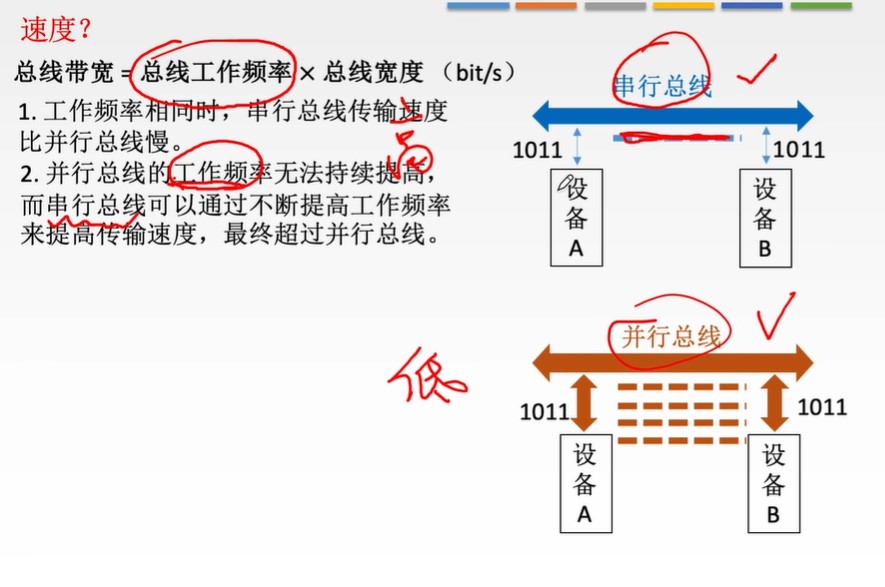 速度？
总线带宽 = 总线工作频率 × 总线宽度 （bit/s）
1. 工作频率相同时，串行总线传输速度
比并行总线慢。
2. 并行总线的工作频率无法持续提高，
而串行总线可以通过不断提高工作频率
来提高传输速度，最终超过并行总线。
高
低
串行总线
1011
1011
设备A
设备B
并行总线
1011
1011
设备A
设备B